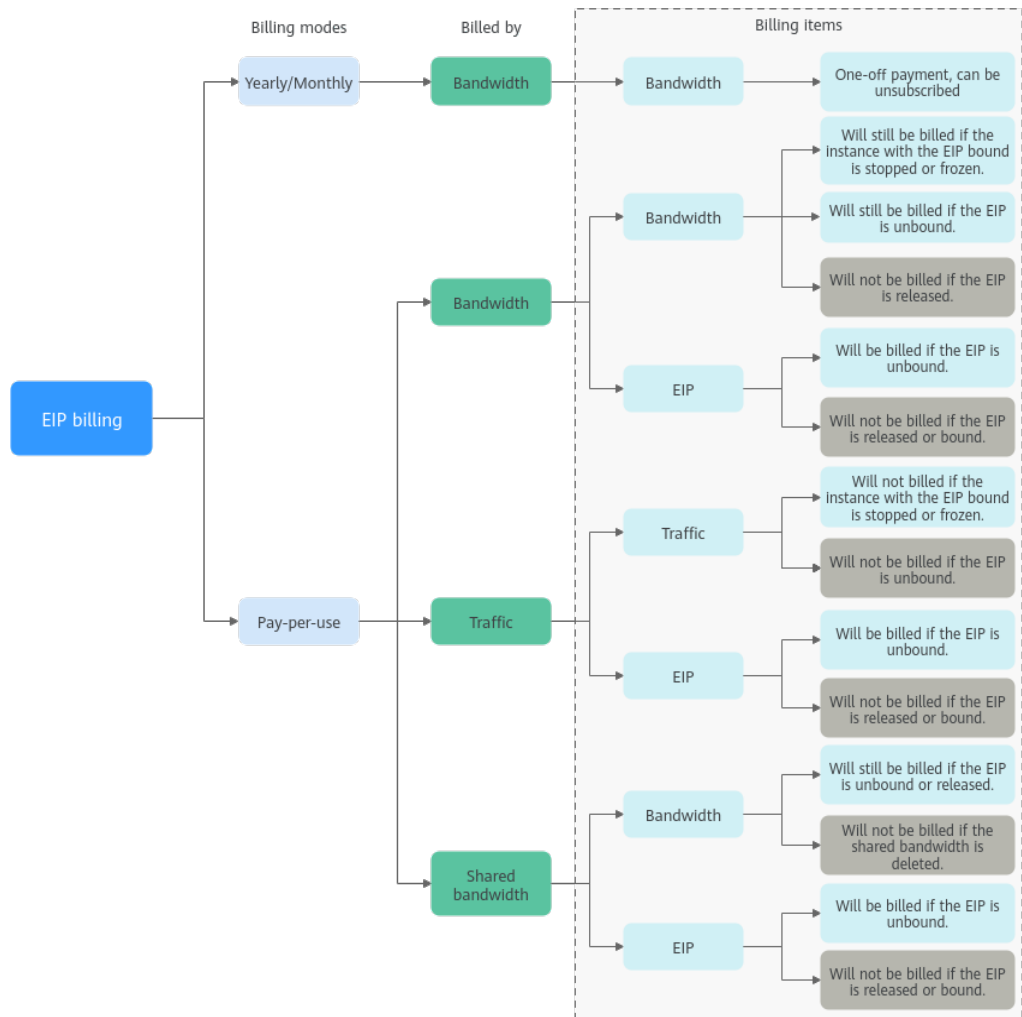 Billing modes
Billed by
Billing items
Yearly/Monthly
Bandwidth
Bandwidth
One-off payment, can be
unsubscribed
Will still be billed if the
instance with the EIP bound
is stopped or frozen.
Bandwidth
Will still be billed if the EIP
is unbound.
Will not be billed if the EIP
is released.
Bandwidth
Will be billed if the EIP is
unbound.
EIP
Will not be billed if the EIP
is released or bound.
EIP billing
Will not billed if the
instance with the EIP bound
is stopped or frozen.
Traffic
Will not be billed if the EIP
is unbound.
Pay-per-use
Traffic
Will be billed if the EIP is
unbound.
EIP
Will not be billed if the EIP
is released or bound.
Will still be billed if the EIP
is unbound or released.
Bandwidth
Will not be billed if the
shared bandwidth is
deleted.
Shared
bandwidth
Will be billed if the EIP is
unbound.
EIP
Will not be billed if the EIP
is released or bound.